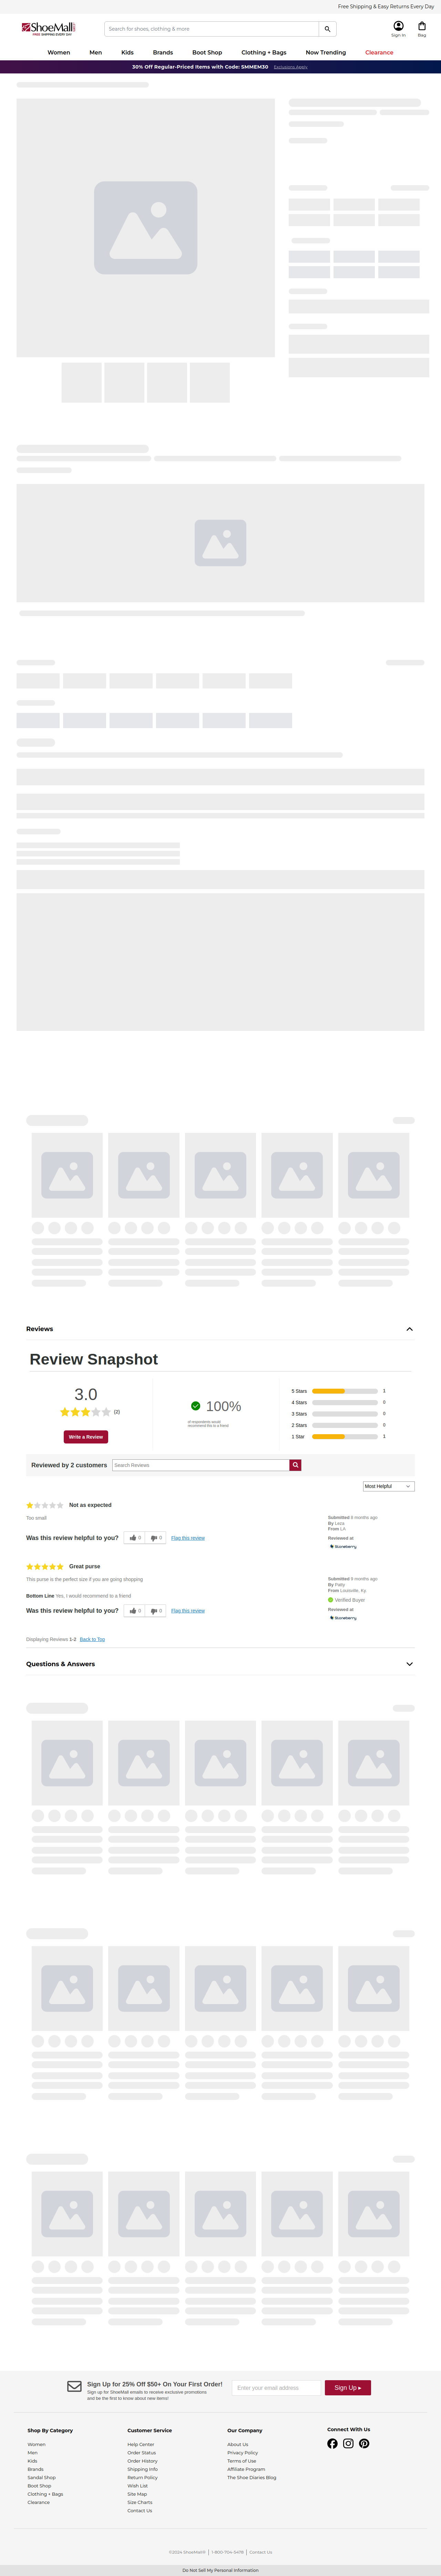 Free Shipping & Easy Returns Every Day
ShoeMall
FREE SHIPPING EVERY DAY
Search for shoes, clothing & more
Sign In
Bag
Women
Men
Kids
Brands
Boot Shop
Clothing + Bags
Now Trending
Clearance
30% Off Regular-Priced Items with Code: SMMEM30 Exclusions Apply
Reviews
Review Snapshot
3.0
(2)
Write a Review
100%
of respondents would
recommend this to a friend
5 Stars 1
4 Stars 0
3 Stars 0
2 Stars 0
1 Star 1
Reviewed by 2 customers
Search Reviews
Most Helpful
Not as expected
Too small
Submitted 6 months ago
By Laca
From LA
Reviewed at
Stoneberry
Was this review helpful to you? 0 0 Flag this review
Great purse
This purse is the perfect size if you are going shopping
Submitted 9 months ago
By Patty
From Louisville, Ky.
Verified Buyer
Reviewed at
Stoneberry
Bottom Line Yes, I would recommend to a friend
Was this review helpful to you? 0 0 Flag this review
Displaying Reviews 1-2 Back to Top
Questions & Answers
Sign Up for 25% Off $50+ On Your First Order!
Sign up for ShoeMall emails to receive exclusive promotions
and be the first to know about new items!
Enter your email address
Sign Up ▸
Shop By Category
Women
Men
Kids
Brands
Sandal Shop
Boot Shop
Clothing + Bags
Clearance
Customer Service
Help Center
Order Status
Order History
Shipping Info
Return Policy
Wish List
Site Map
Size Charts
Contact Us
Our Company
About Us
Privacy Policy
Terms of Use
Affiliate Program
The Shoe Diaries Blog
Connect With Us
©2024 ShoeMall® | 1-800-704-5478 | Contact Us
Do Not Sell My Personal Information